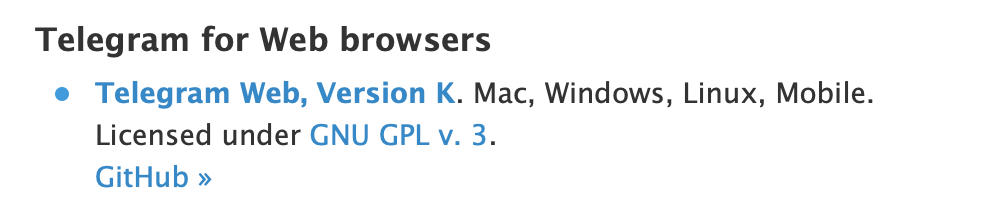 Telegram for Web browsers
Telegram Web, Version K. Mac, Windows, Linux, Mobile.
Licensed under GNU GPL v. 3.
GitHub »